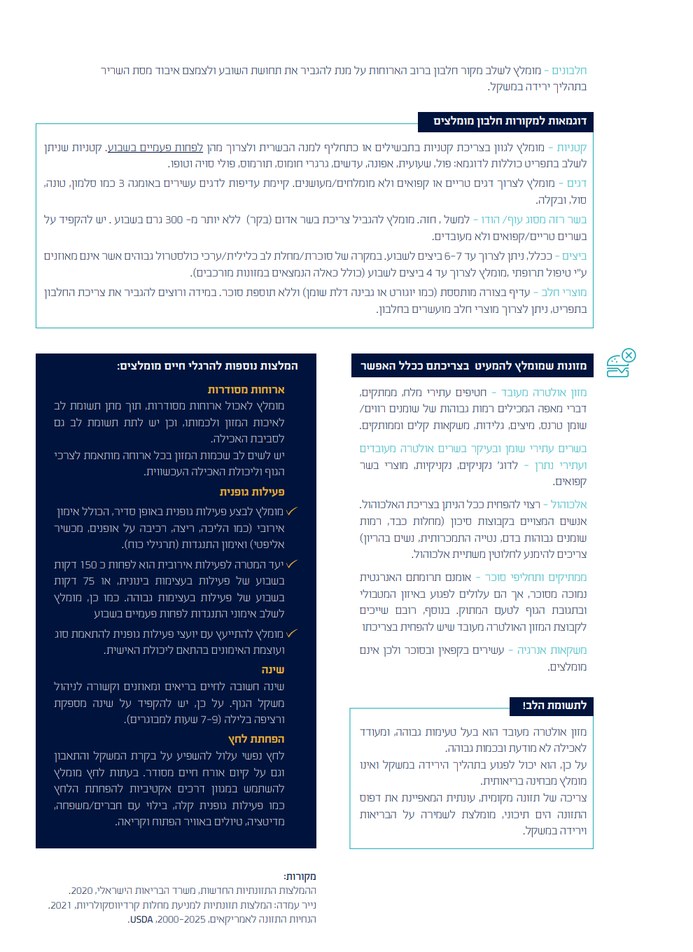 חלבונים - מומלץ לשלב מקור חלבון ברוב הארוחות על מנת להגביר את תחושת השובע ולצמצם איבוד מסת השריר
בתהליך ירידה במשקל.
דוגמאות למקורות חלבון מומלצים
קטניות - מומלץ לגוון בצריכת קטניות בתבשילים או כתחליף למנה הבשרית ולצרוך מהן לפחות פעמיים בשבוע. קטניות שניתן
לשלב בתפריט כוללות לדוגמא: פול, שעועית, אפונה, עדשים, גרגרי חומוס, תורמוס, פולי סויה וטופו.
דגים - מומלץ לצרוך דגים טריים או קפואים ולא מומלחים/מעושנים. קיימת עדיפות לדגים עשירים באומגה 3 כמו סלמון, טונה,
סול, ובקלה.
בשר רזה מסוג עוף/ הודו - למשל , חזה. מומלץ להגביל צריכת בשר אדום (בקר) ללא יותר מ- 300 גרם בשבוע . יש להקפיד על
בשרים טריים/קפואים ולא מעובדים.
ביצים - ככלל, ניתן לצרוך עד 6-7 ביצים לשבוע, במקרה של סוכרת/מחלת לב כלילית/ערכי כולסטרול גבוהים אשר אינם מאוזנים
ע"י טיפול תרופתי ,מומלץ לצרוך עד 4 ביצים לשבוע (כולל כאלה הנמצאים במזונות מורכבים).
מוצרי חלב - עדיף בצורה מותססת (כמו יוגורט או גבינה דלת שומן) וללא תוספת סוכר. במידה ורוצים להגביר את צריכת החלבון
בתפריט, ניתן לצרוך מוצרי חלב מועשרים בחלבון.
מזונות שמומלץ להמעיט בצריכתם ככלל האפשר
מזון אולטרה מעובד - חטיפים עתירי מלח, ממתקים,
דברי מאפה המכילים רמות גבוהות של שומנים רוויים/
שומן טרנס, מיצים, גלידות, משקאות קלים וממותקים.
בשרים עתירי שומן ובעיקר בשרים אולטרה מעובדים
ועתירי נתרן - לדוג' נקניקים, נקניקיות, מוצרי בשר
קפואים.
אלכוהול - רצוי להפחית ככל הניתן בצריכת האלכוהול.
אנשים המצויים בקבוצות סיכון (מחלות כבד, רמות
שומנים גבוהות בדם, נטייה התמכרותית, נשים בהריון)
צריכים להימנע לחלוטין משתיית אלכוהול.
ממתיקים ותחליפי סוכר - אומנם תרומתם האנרגטית
נמוכה מסוכר, אך הם עלולים לפגוע באיזון המטבולי
ובתגובת הגוף לטעם המתוק. בנוסף, רובם שייכים
לקבוצת המזון האולטרה מעובד שיש להפחית בצריכתו
משקאות אנרגיה - עשירים בקפאין ובסוכר ולכן אינם
מומלצים.
לתשומת הלב!
מזון אולטרה מעובד הוא בעל טעימות גבוהה, ומעודד
לאכילה לא מודעת ובכמות גבוהה.
על כן, הוא יכול לפגוע בתהליך הירידה במשקל ואינו
מומלץ מבחינה בריאותית.
צריכה של תזונה מקומית, עונתית המאפיינת את דפוס
התזונה הים תיכוני, מומלצת לשמירה על הבריאות
וירידה במשקל.
המלצות נוספות להרגלי חיים מומלצים:
ארוחות מסודרות
מומלץ לאכול ארוחות מסודרות, תוך מתן תשומת לב
לאיכות המזון ולכמותו, וכן יש לתת תשומת לב גם
לסביבת האכילה.
יש לשים לב שכמות המזון בכל ארוחה מותאמת לצרכי
הגוף וליכולת האכילה העכשווית.
פעילות גופנית
✓ מומלץ לבצע פעילות גופנית באופן סדיר, הכולל אימון
אירובי (כמו הליכה, ריצה, רכיבה על אופנים, מכשיר
אליפטי) ואימון התנגדות (תרגילי כוח).
✓ יעד המטרה לפעילות אירובית הוא לפחות כ 150 דקות
בשבוע של פעילות בעצימות בינונית, או 75 דקות
בשבוע של פעילות בעצימות גבוהה. כמו כן, מומלץ
לשלב אימוני התנגדות לפחות פעמיים בשבוע
✓ מומלץ להתייעץ עם יועצי פעילות גופנית להתאמת סוג
ועוצמת האימונים בהתאם ליכולת האישית.
שינה
שינה חשובה לחיים בריאים ומאוזנים וקשורה לניהול
משקל הגוף. על כן, יש להקפיד על שינה מספקת
ורציפה בלילה (7-9 שעות למבוגרים).
הפחתת לחץ
לחץ נפשי עלול להשפיע על בקרת המשקל והתאבון
וגם על קיום אורח חיים מסודר. בעתות לחץ מומלץ
להשתמש במגוון דרכים אקטיביות להפחתת הלחץ
כמו פעילות גופנית קלה, בילוי עם חברים/משפחה,
מדיטציה, טיולים באוויר הפתוח וקריאה.
מקורות:
ההמלצות התזונתיות החדשות, משרד הבריאות הישראלי, 2020.
נייר עמדה: המלצות תזונתיות למניעת מחלות קרדיווסקולריות, 2021.
הנחיות התזונה לאמריקאים, 2000-2025, USDA.